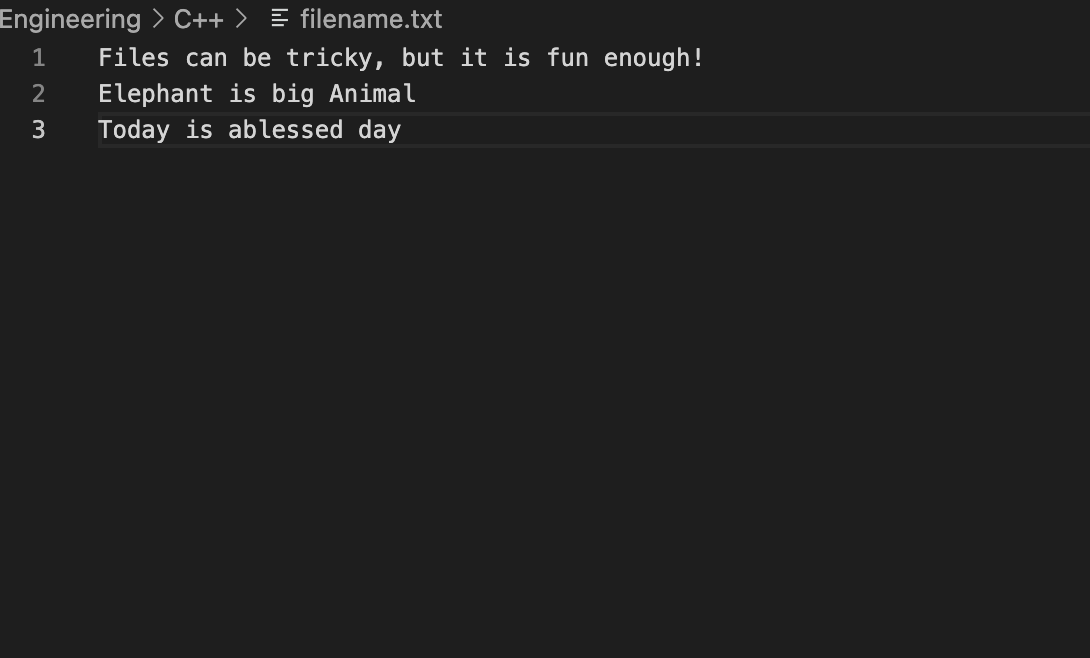 Engineering > C++ > filename.txt
1 Files can be tricky, but it is fun enough!
2 Elephant is big Animal
3 Today is ablessed day